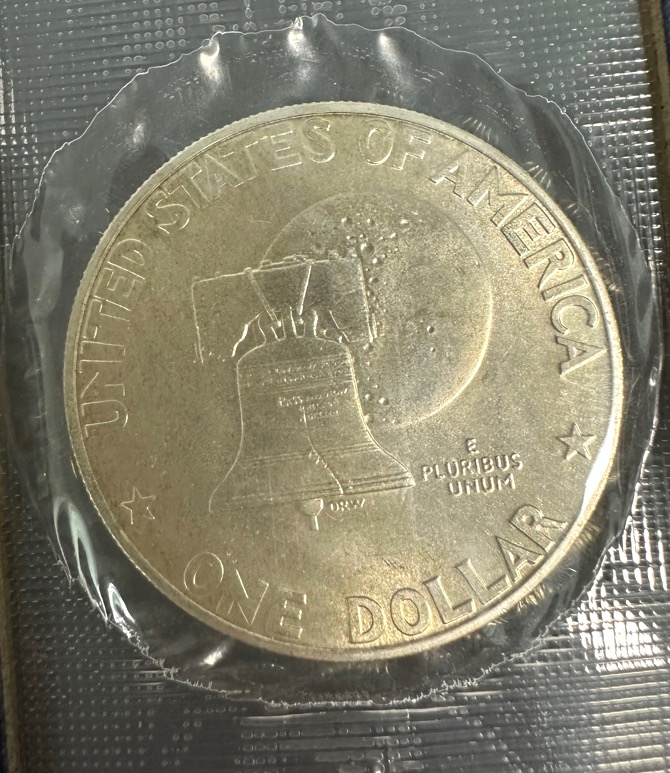 UNITED STATES OF AMERICA
E
PLURIBUS
UNUM
DRW
ONE DOLLAR